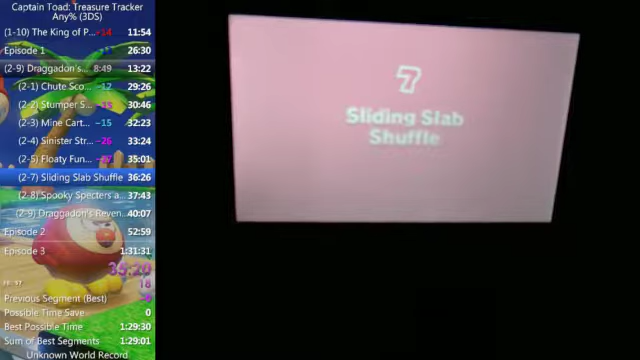 Captain Toad: Treasure Tracker
Any% (3DS)
(1-10) The King of P... -14 11:54
Episode 1 26:30
(2-9) Draggadon's... 8:49 13:22
(2-1) Chute Sco... -12 29:26
(2-2) Stumper S... -15 30:46
(2-3) Mine Cart... -15 32:23
(2-4) Sinister Str... -26 33:24
(2-5) Floaty Fun... 35:01
(2-7) Sliding Slab Shuffle 36:26
(2-8) Spooky Specters a... 37:43
(2-9) Draggadon's Reven... 40:07
Episode 2 52:59
Episode 3 1:31:31
35:20
18
Previous Segment (Best)
Possible Time Save 0
Best Possible Time 1:29:30
Sum of Best Segments 1:29:01
Unknown World Record
7
Sliding Slab
Shuffle